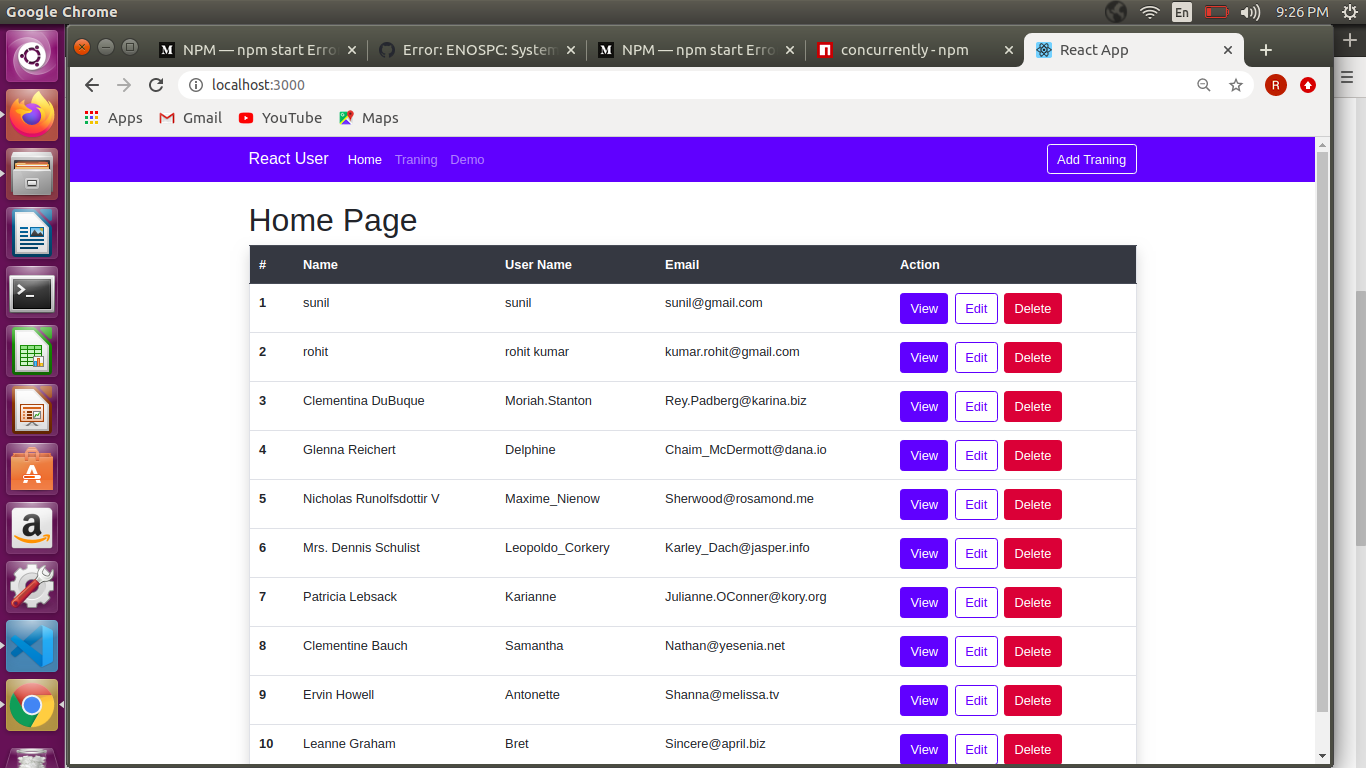 Google Chrome En 9:26 PM
NPM — npm start Erro Error: ENOSPC: System NPM — npm start Erro concurrently - npm React App
localhost:3000 R
Apps Gmail YouTube Maps
React User Home Traning Demo Add Traning
Home Page
# Name User Name Email Action
1 sunil sunil sunil@gmail.com View Edit Delete
2 rohit rohit kumar kumar.rohit@gmail.com View Edit Delete
3 Clementina DuBuque Moriah.Stanton Rey.Padberg@karina.biz View Edit Delete
4 Glenna Reichert Delphine Chaim_McDermott@dana.io View Edit Delete
5 Nicholas Runolfsdottir V Maxime_Nienow Sherwood@rosamond.me View Edit Delete
6 Mrs. Dennis Schulist Leopoldo_Corkery Karley_Dach@jasper.info View Edit Delete
7 Patricia Lebsack Karianne Julianne.OConner@kory.org View Edit Delete
8 Clementine Bauch Samantha Nathan@yesenia.net View Edit Delete
9 Ervin Howell Antonette Shanna@melissa.tv View Edit Delete
10 Leanne Graham Bret Sincere@april.biz View Edit Delete